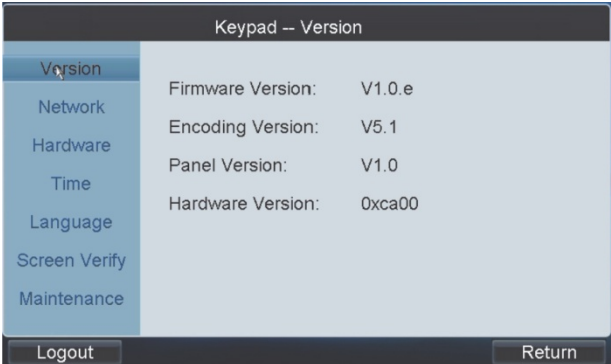 Keypad -- Version
Version
Network
Hardware
Time
Language
Screen Verify
Maintenance
Firmware Version: V1.0.e
Encoding Version: V5.1
Panel Version: V1.0
Hardware Version: 0xca00
Logout
Return